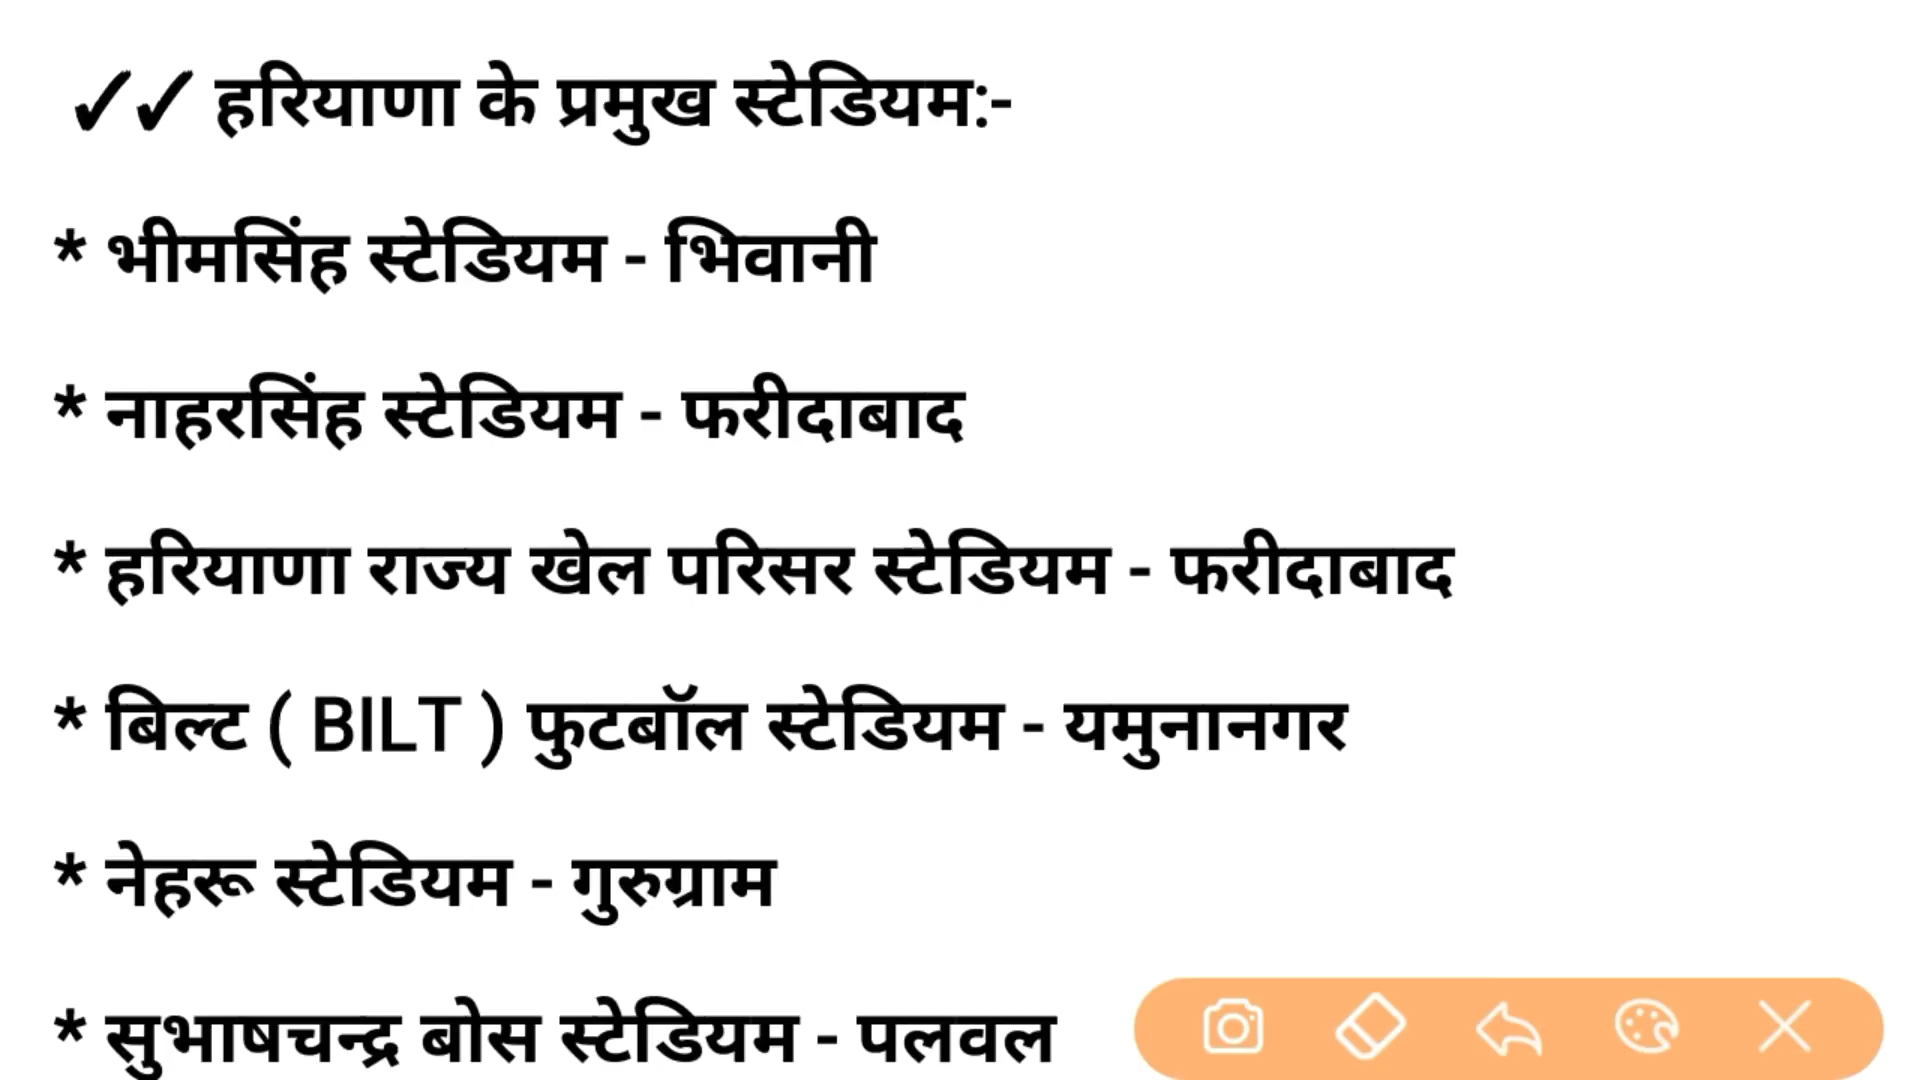 ✓✓ हरियाणा के प्रमुख स्टेडियम:-
* भीमसिंह स्टेडियम - भिवानी
* नाहरसिंह स्टेडियम - फरीदाबाद
* हरियाणा राज्य खेल परिसर स्टेडियम - फरीदाबाद
* बिल्ट ( BILT ) फुटबॉल स्टेडियम - यमुनानगर
* नेहरू स्टेडियम - गुरुग्राम
* सुभाषचन्द्र बोस स्टेडियम - पलवल